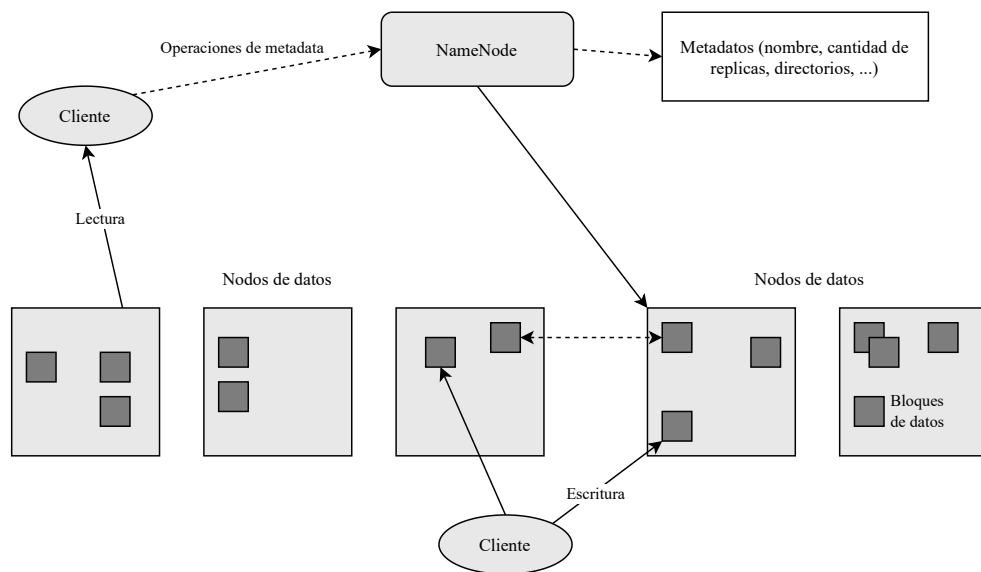 Operaciones de metadata
NameNode
Metadatos (nombre, cantidad de
replicas, directorios, ...)
Cliente
Lectura
Nodos de datos
Nodos de datos
Bloques
de datos
Escritura
Cliente